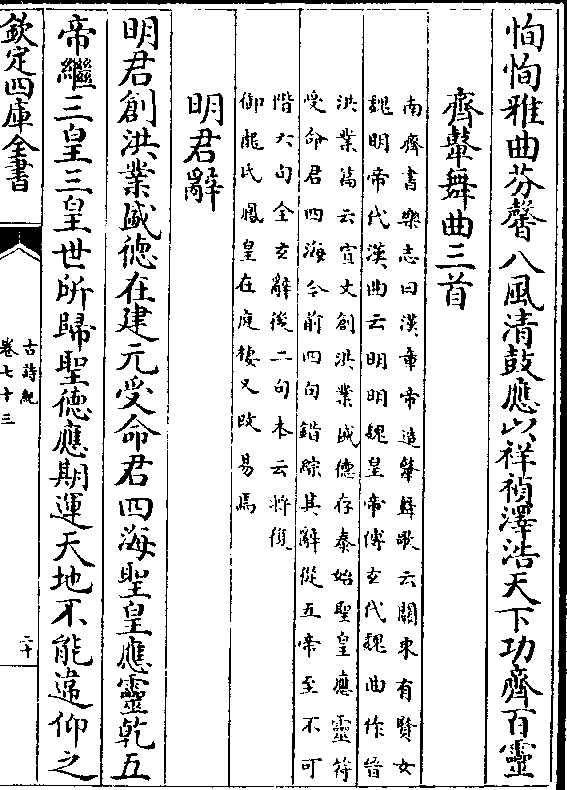 恂恂雅曲芬馨八風清鼓應以祥禎澤浩天下功齊百靈
齊鞞舞曲三首
南齊書樂志曰漢章帝造鞞舞歌云關東有賢女
魏明帝代漢曲云明明魏皇帝傅玄代魏曲作晉
洪業篇云宣文創洪業盛德存泰始聖皇應靈符
受命君四海今前四句錯綜其辭從五帝至不可
階六句全玄辭後二句本云將復
御龍氏鳳皇在庭棲又改易焉
明君辭
明君創洪業盛德在建元受命君四海聖皇應靈乾五
帝繼三皇三皇世所歸聖德應期運天地不能違仰之
欽定四庫全書
古詩紀
卷七十三
二十